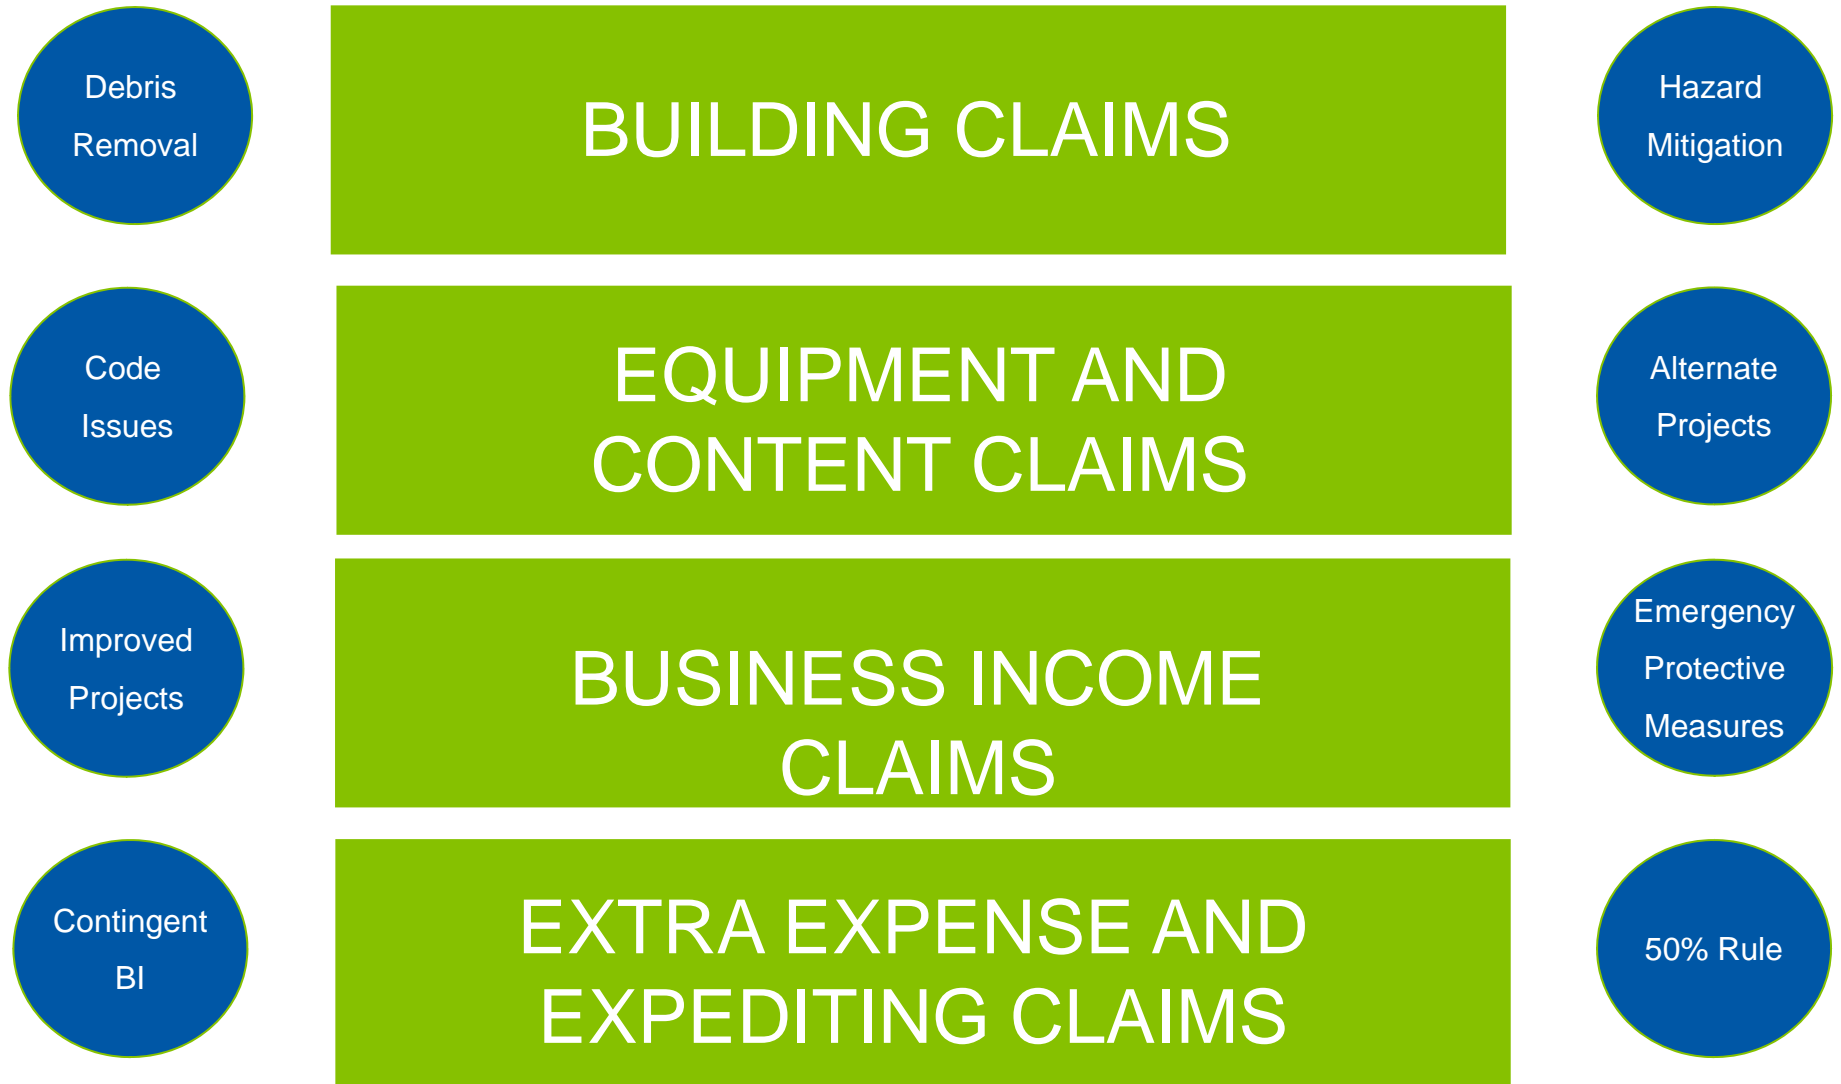 Debris
Removal
BUILDING CLAIMS
Hazard
Mitigation
Code
Issues
EQUIPMENT AND
CONTENT CLAIMS
Alternate
Projects
Improved
Projects
BUSINESS INCOME
CLAIMS
Emergency
Protective
Measures
Contingent
BI
EXTRA EXPENSE AND
EXPEDITING CLAIMS
50% Rule